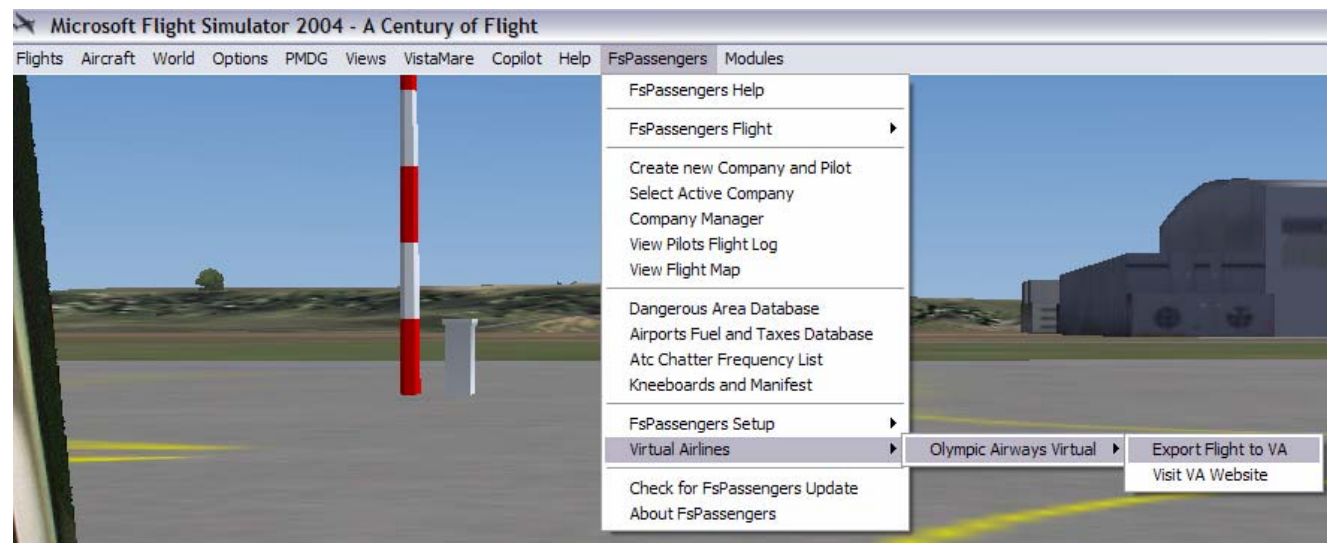 Microsoft Flight Simulator 2004 - A Century of Flight
Flights Aircraft World Options PMDG Views VistaMare Copilot Help FsPassengers Modules
FsPassengers Help
FsPassengers Flight
Create new Company and Pilot
Select Active Company
Company Manager
View Pilots Flight Log
View Flight Map
Dangerous Area Database
Airports Fuel and Taxes Database
Atc Chatter Frequency List
Kneeboards and Manifest
FsPassengers Setup
Virtual Airlines Olympic Airways Virtual Export Flight to VA
Visit VA Website
Check for FsPassengers Update
About FsPassengers